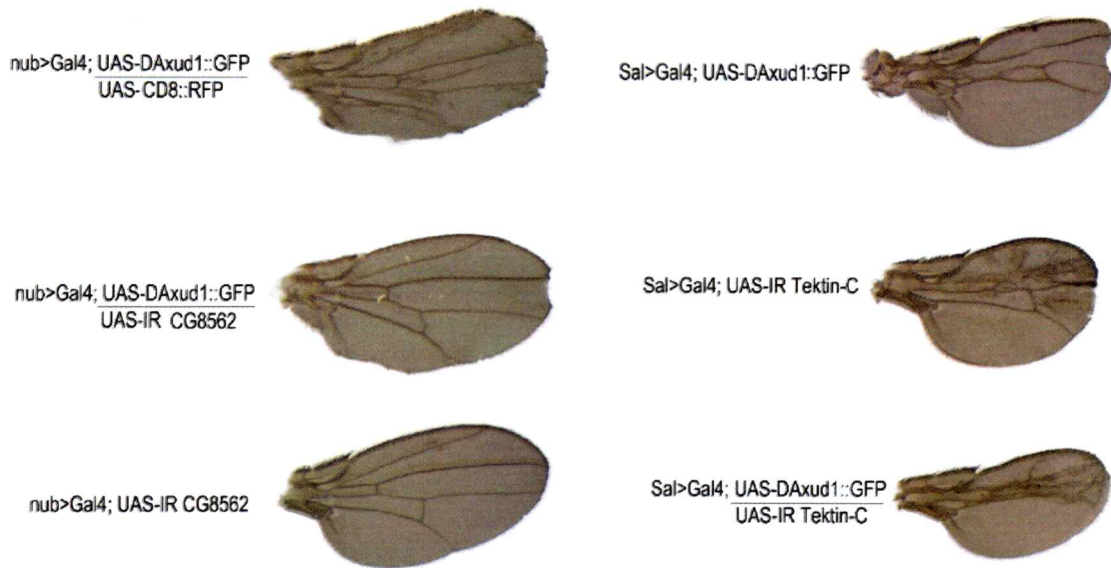 nub>Gal4; UAS-DAxud1::GFP
UAS-CD8::RFP
Sal>Gal4; UAS-DAxud1::GFP
nub>Gal4; UAS-DAxud1::GFP
UAS-IR CG8562
Sal>Gal4; UAS-IR Tektin-C
nub>Gal4; UAS-IR CG8562
Sal>Gal4; UAS-DAxud1::GFP
UAS-IR Tektin-C